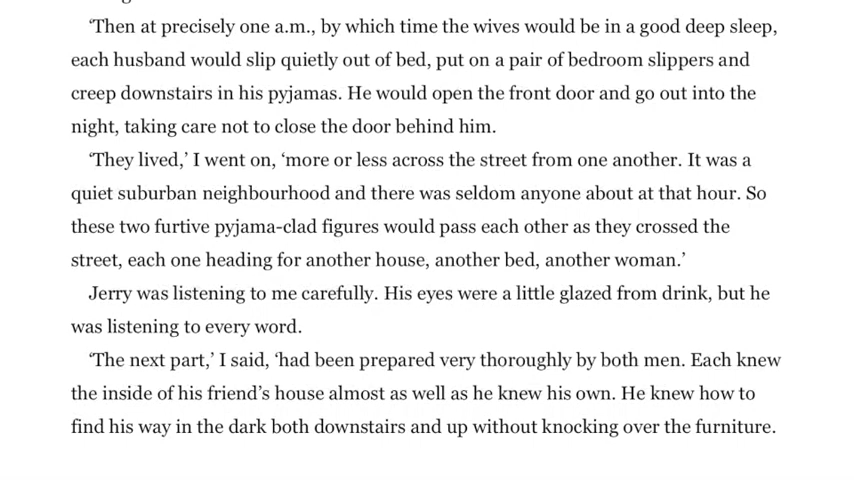 ‘Then at precisely one a.m., by which time the wives would be in a good deep sleep,
each husband would slip quietly out of bed, put on a pair of bedroom slippers and
creep downstairs in his pyjamas. He would open the front door and go out into the
night, taking care not to close the door behind him.
‘They lived,’ I went on, ‘more or less across the street from one another. It was a
quiet suburban neighbourhood and there was seldom anyone about at that hour. So
these two furtive pyjama-clad figures would pass each other as they crossed the
street, each one heading for another house, another bed, another woman.’
Jerry was listening to me carefully. His eyes were a little glazed from drink, but he
was listening to every word.
‘The next part,’ I said, ‘had been prepared very thoroughly by both men. Each knew
the inside of his friend’s house almost as well as he knew his own. He knew how to
find his way in the dark both downstairs and up without knocking over the furniture.